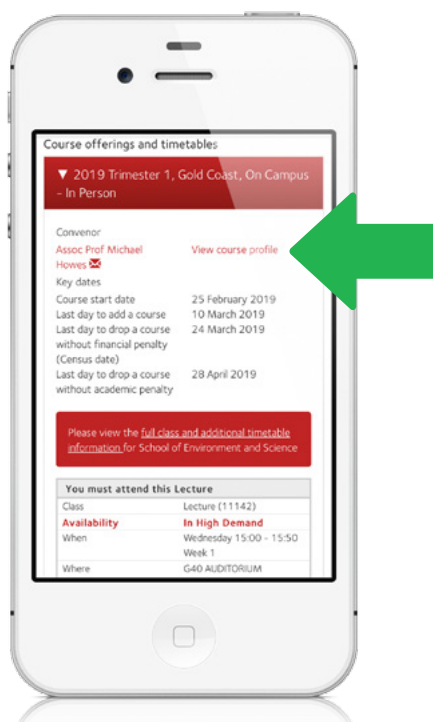 Course offerings and timetables
▼ 2019 Trimester 1, Gold Coast, On Campus
- In Person
Convenor
Assoc Prof Michael View course profile
Howes
Key dates
Course start date 25 February 2019
Last day to add a course 10 March 2019
Last day to drop a course 24 March 2019
without financial penalty
(Census date)
Last day to drop a course 28 April 2019
without academic penalty
Please view the full class and additional timetable
information for School of Environment and Science
You must attend this Lecture
Class Lecture (11142)
Availability In High Demand
When Wednesday 15:00 - 15:50
Week 1
Where G40 AUDITORIUM